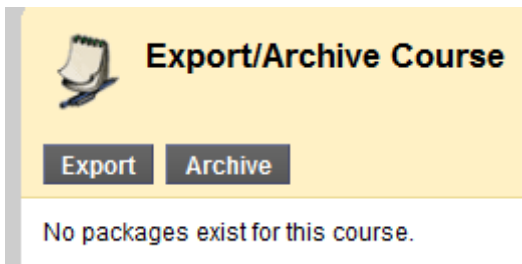 Export/Archive Course
Export Archive
No packages exist for this course.